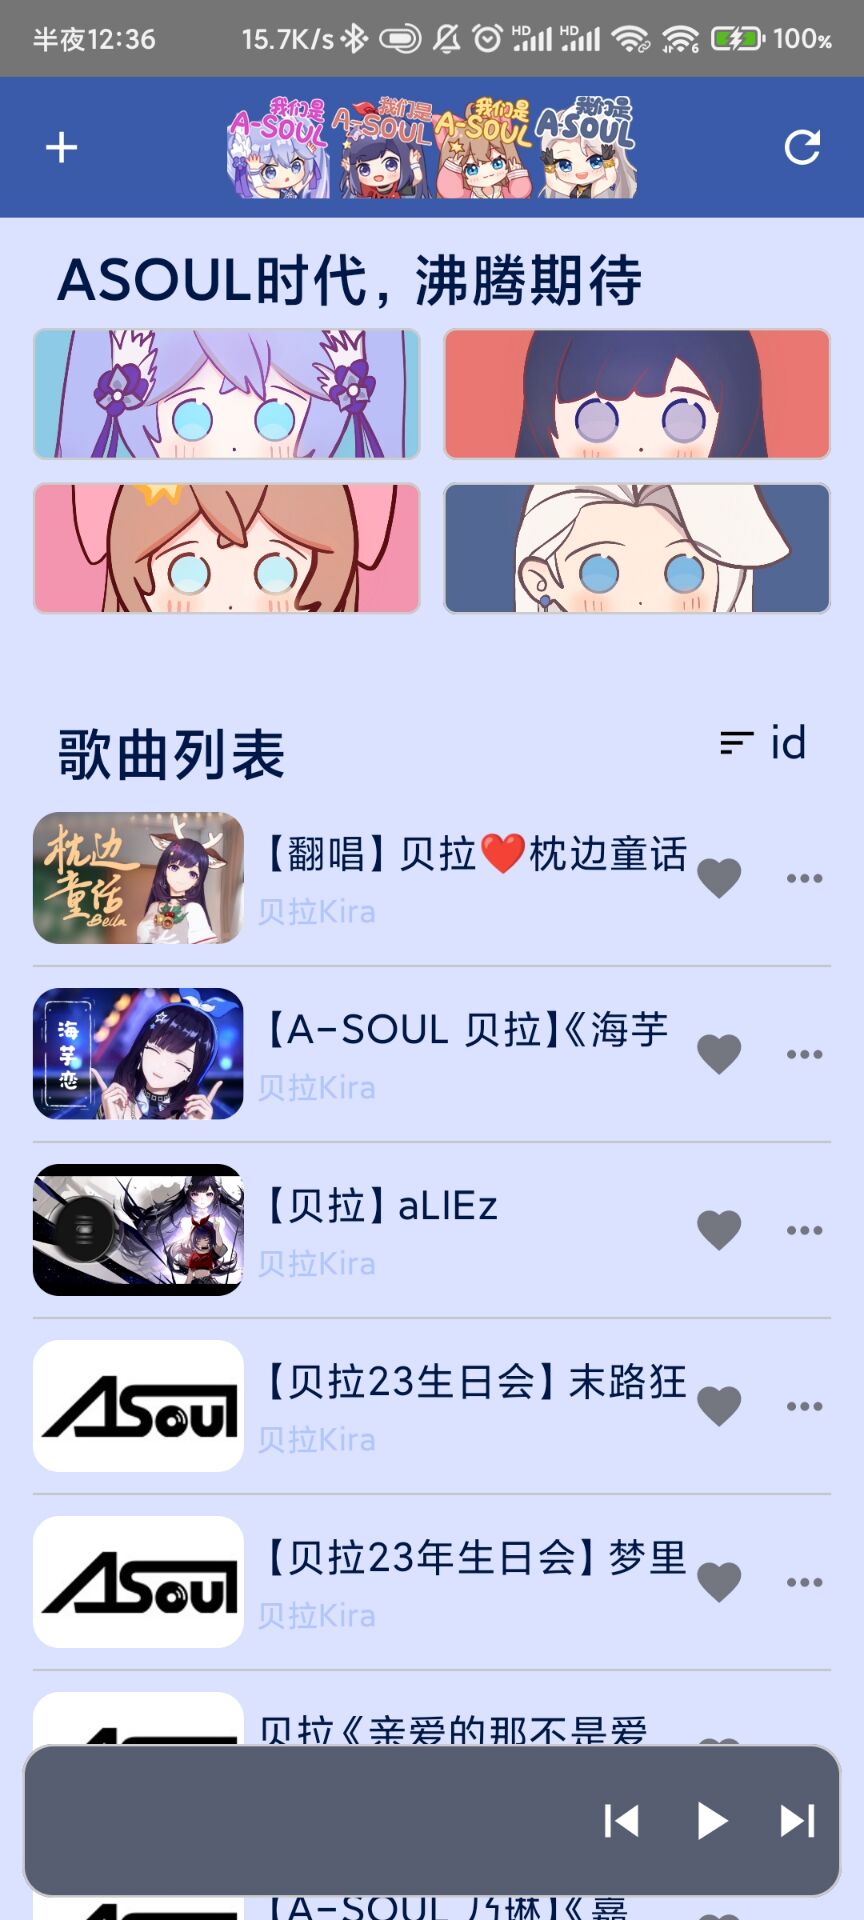 半夜12:36
15.7K/s
HD
HD
6
100%
我们是
A-SOUL
我们是
A-SOUL
我们是
A-SOUL
我们是
A-SOUL
ASOUL时代，沸腾期待
歌曲列表
id
枕边
童话
Bella
【翻唱】贝拉❤️枕边童话
贝拉Kira
海芋恋
【A-SOUL 贝拉】《海芋
贝拉Kira
【贝拉】aLIEz
贝拉Kira
ASoul
【贝拉23生日会】末路狂
贝拉Kira
ASoul
【贝拉23年生日会】梦里
贝拉Kira
贝拉《亲爱的那不是爱
【A-SOUL 乃琳】《嘉